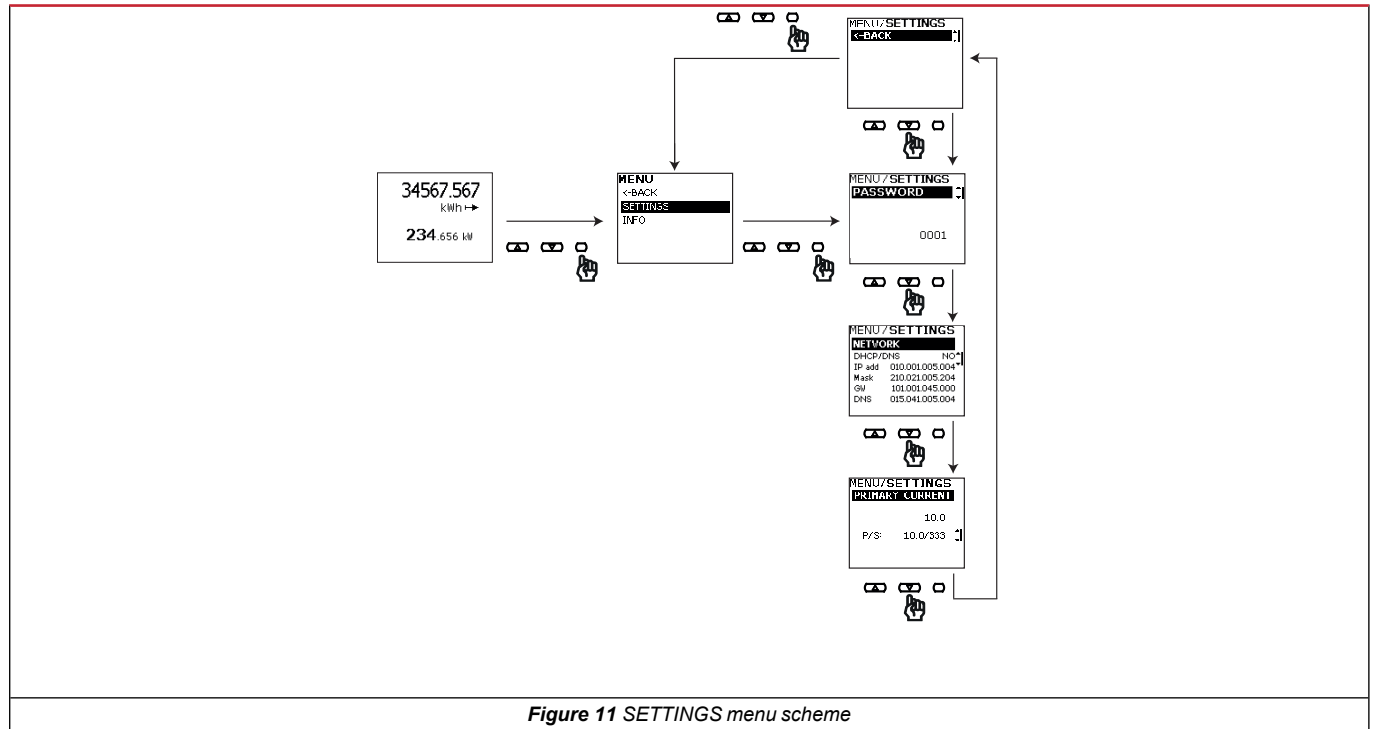 MENU/SETTINGS
<-BACK
34567.567
kWh
234.656 kW
MENU
<-BACK
SETTINGS
INFO
MENU/SETTINGS
PASSWORD
0001
MENU/SETTINGS
NETWORK
DHCP/DNS NO
IP add 010.001.005.004
Mask 210.021.005.204
GW 101.001.045.000
DNS 015.041.005.004
MENU/SETTINGS
PRIMARY CURRENT
10.0
P/S: 10.0/333
Figure 11 SETTINGS menu scheme